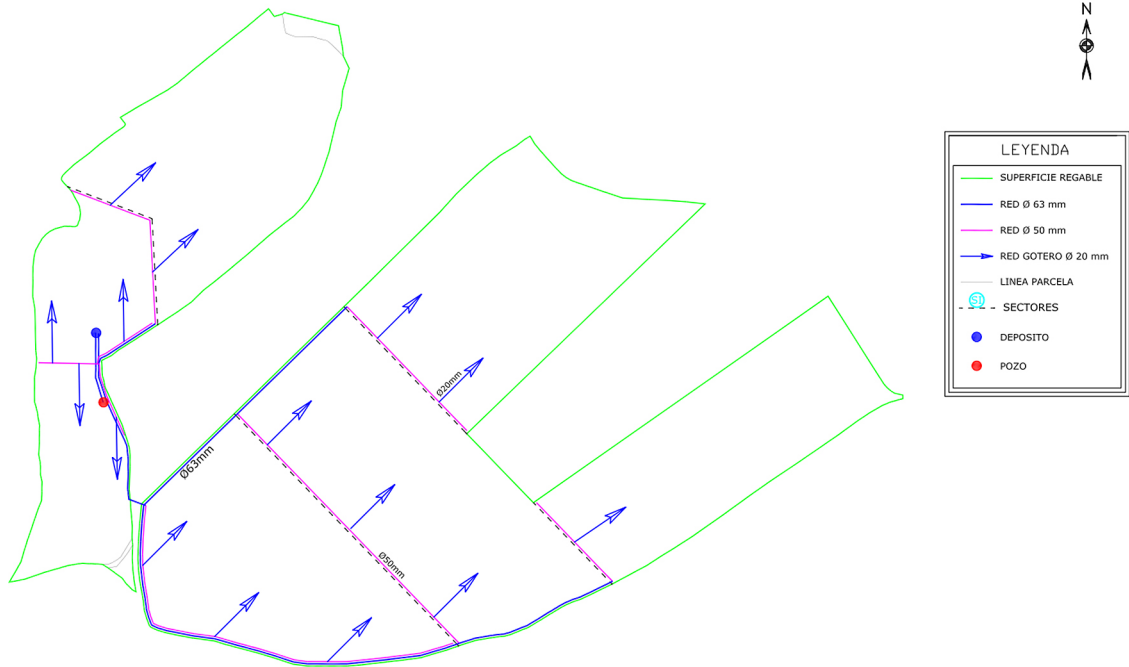 N
LEYENDA
SUPERFICIE REGABLE
RED Ø 63 mm
RED Ø 50 mm
RED GOTERO Ø 20 mm
LINEA PARCELA
SI
SECTORES
DEPOSITO
POZO
Ø20mm
Ø63mm
Ø50mm